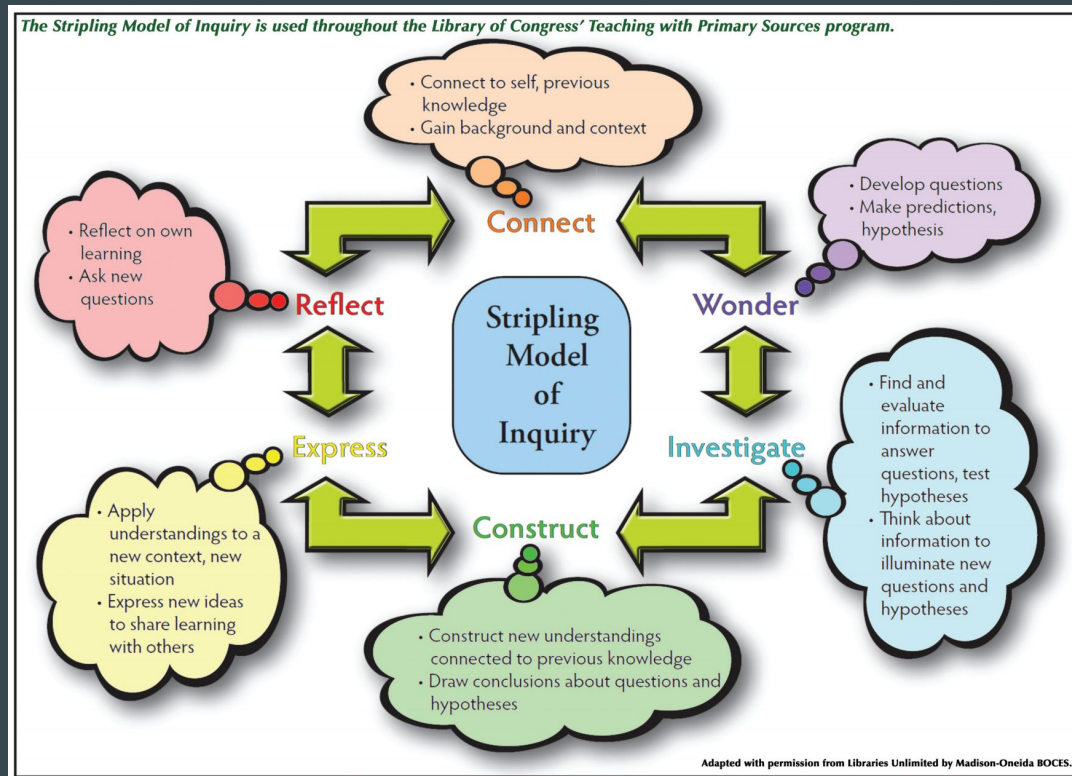 The Stripling Model of Inquiry is used throughout the Library of Congress’ Teaching with Primary Sources program.
• Connect to self, previous
knowledge
• Gain background and context
Connect
• Develop questions
• Make predictions,
hypothesis
Wonder
• Find and
evaluate
information to
answer
questions, test
hypotheses
• Think about
information to
illuminate new
questions and
hypotheses
Investigate
Construct
• Construct new understandings
connected to previous knowledge
• Draw conclusions about questions and
hypotheses
Express
• Apply
understandings to a
new context, new
situation
• Express new ideas
to share learning
with others
Reflect
• Reflect on own
learning
• Ask new
questions
Stripling
Model
of
Inquiry
Adapted with permission from Libraries Unlimited by Madison-Oneida BOCES.